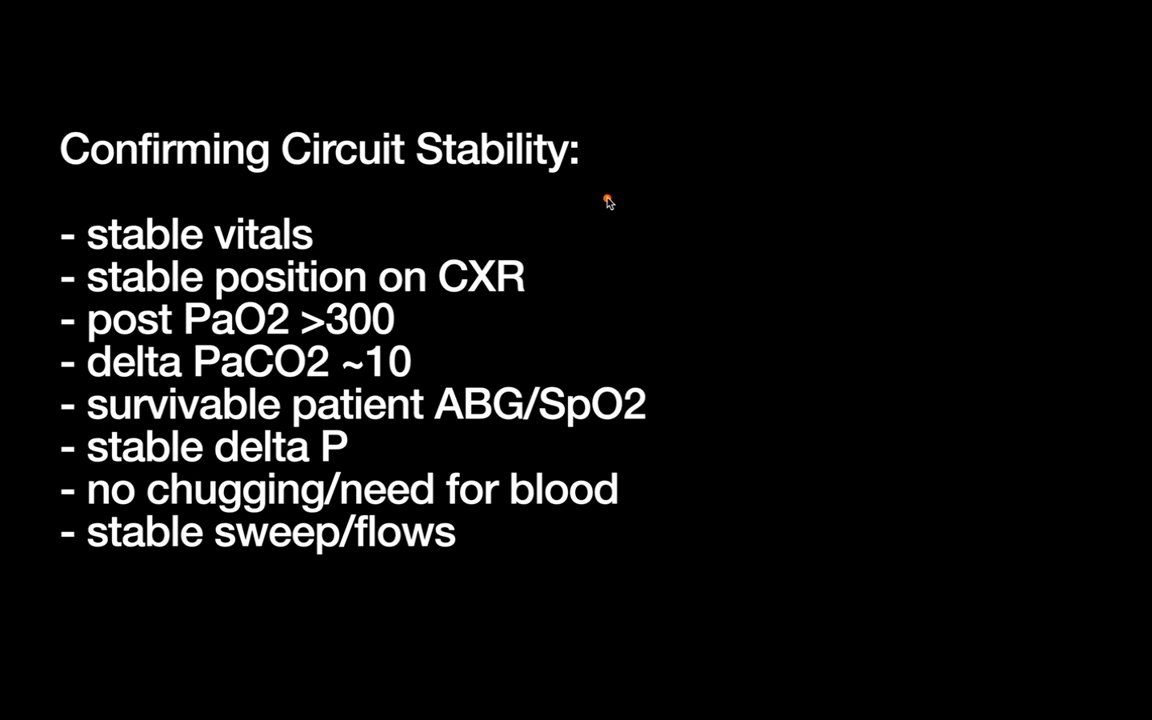 Confirming Circuit Stability:
- stable vitals
- stable position on CXR
- post PaO2 >300
- delta PaCO2 ~10
- survivable patient ABG/SpO2
- stable delta P
- no chugging/need for blood
- stable sweep/flows